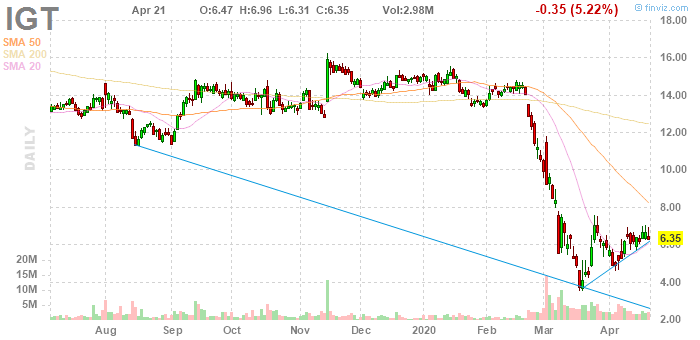 IGT Apr 21 O:6.47 H:6.96 L:6.31 C:6.35 Vol:2.98M -0.35 (5.22%) © finviz.com
SMA 50
SMA 200
SMA 20
DAILY
18.00
16.00
14.00
12.00
10.00
8.00
6.35
6.00
4.00
2.00
20M
15M
10M
5M
Aug Sep Oct Nov Dec 2020 Feb Mar Apr